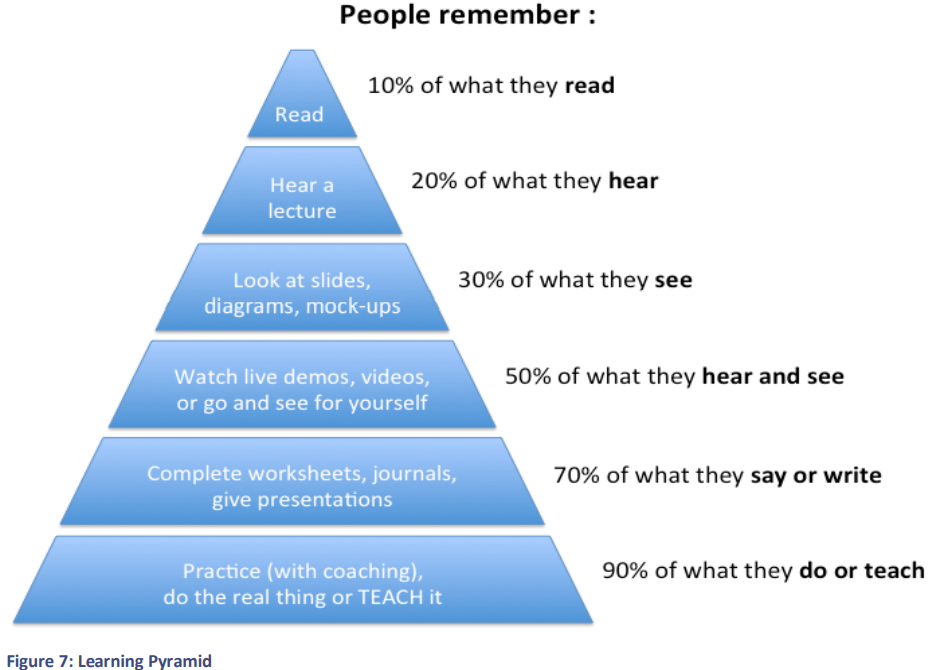 People remember :
Read
10% of what they read
Hear a
lecture
20% of what they hear
Look at slides,
diagrams, mock-ups
30% of what they see
Watch live demos, videos,
or go and see for yourself
50% of what they hear and see
Complete worksheets, journals,
give presentations
70% of what they say or write
Practice (with coaching),
do the real thing or TEACH it
90% of what they do or teach
Figure 7: Learning Pyramid